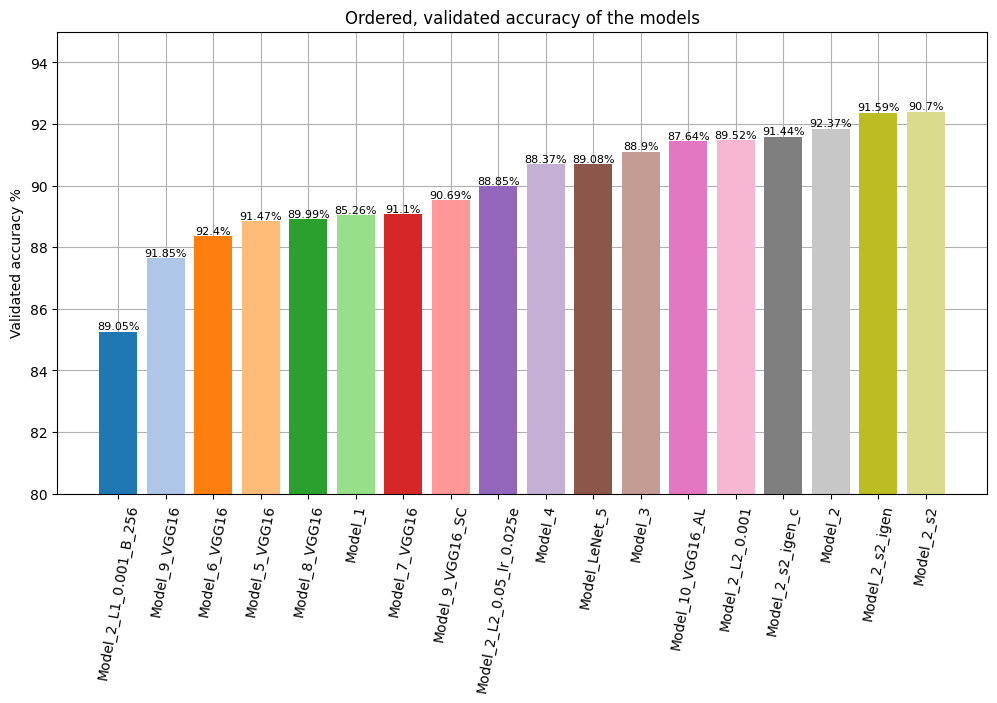 Ordered, validated accuracy of the models
Validated accuracy %
94
92
90
88
86
84
82
80
89.05%
91.85%
92.4%
91.47%
89.99%
85.26%
91.1%
90.69%
88.85%
88.37%
89.08%
88.9%
87.64%
89.52%
91.44%
92.37%
91.59%
90.7%
Model_2_L1_0.001_B_256
Model_9_VGG16
Model_6_VGG16
Model_5_VGG16
Model_8_VGG16
Model_1
Model_7_VGG16
Model_9_VGG16_SC
Model_2_L2_0.05_lr_0.025e
Model_4
Model_LeNet_5
Model_3
Model_10_VGG16_AL
Model_2_L2_0.001
Model_2_s2_igen_c
Model_2
Model_2_s2_igen
Model_2_s2